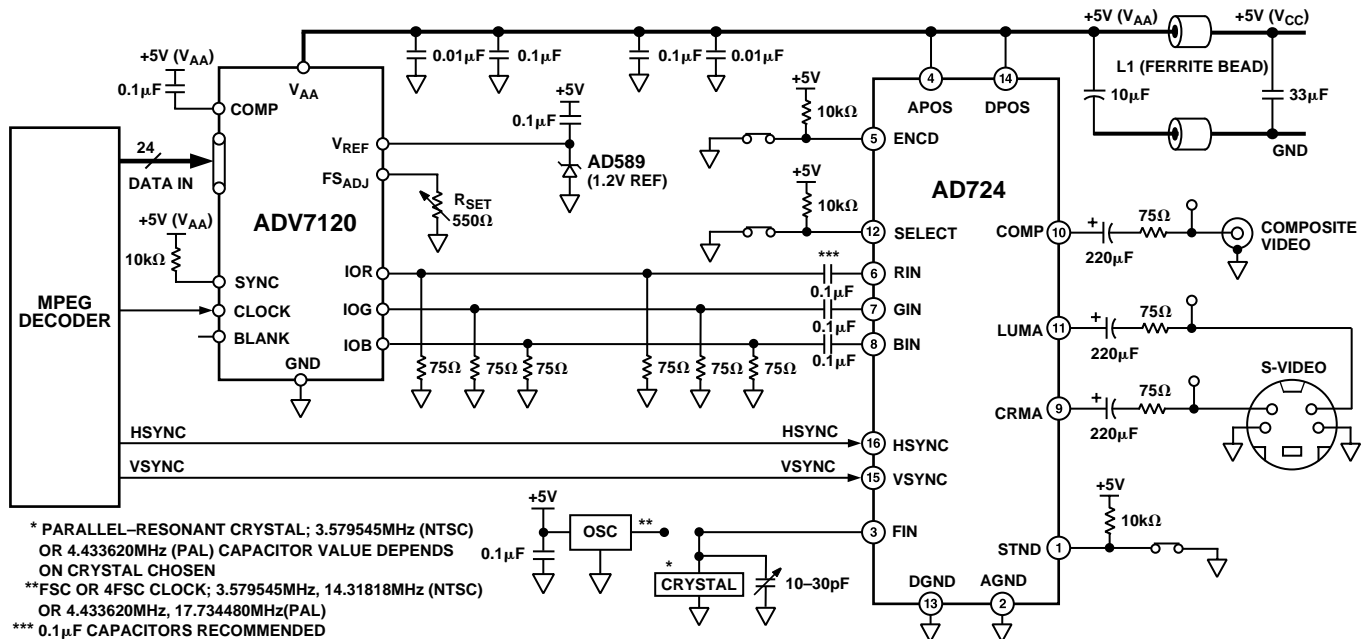 +5V (VAA)
0.1μF
COMP
VAA
0.01μF
0.1μF
0.1μF
0.01μF
+5V (VAA)
+5V (VCC)
L1 (FERRITE BEAD)
10μF
33μF
GND
4
APOS
14
DPOS
+5V
10kΩ
5
ENCD
+5V
0.1μF
VREF
AD589
(1.2V REF)
24
DATA IN
FSADJ
RSET
550Ω
ADV7120
AD724
+5V
10kΩ
12
SELECT
COMP
10
+
220μF
75Ω
COMPOSITE
VIDEO
+5V (VAA)
10kΩ
SYNC
MPEG
DECODER
CLOCK
BLANK
GND
IOR
IOG
IOB
***
0.1μF
0.1μF
0.1μF
6
RIN
7
GIN
8
BIN
75Ω
75Ω
75Ω
75Ω
75Ω
75Ω
LUMA
11
+
220μF
75Ω
S-VIDEO
CRMA
9
+
220μF
75Ω
HSYNC
HSYNC
16
HSYNC
VSYNC
VSYNC
15
VSYNC
+5V
0.1μF
OSC
**
*
CRYSTAL
10–30pF
3
FIN
DGND
13
AGND
2
STND
1
+5V
10kΩ
* PARALLEL–RESONANT CRYSTAL; 3.579545MHz (NTSC)
OR 4.433620MHz (PAL) CAPACITOR VALUE DEPENDS
ON CRYSTAL CHOSEN
**FSC OR 4FSC CLOCK; 3.579545MHz, 14.31818MHz (NTSC)
OR 4.433620MHz, 17.734480MHz(PAL)
*** 0.1μF CAPACITORS RECOMMENDED